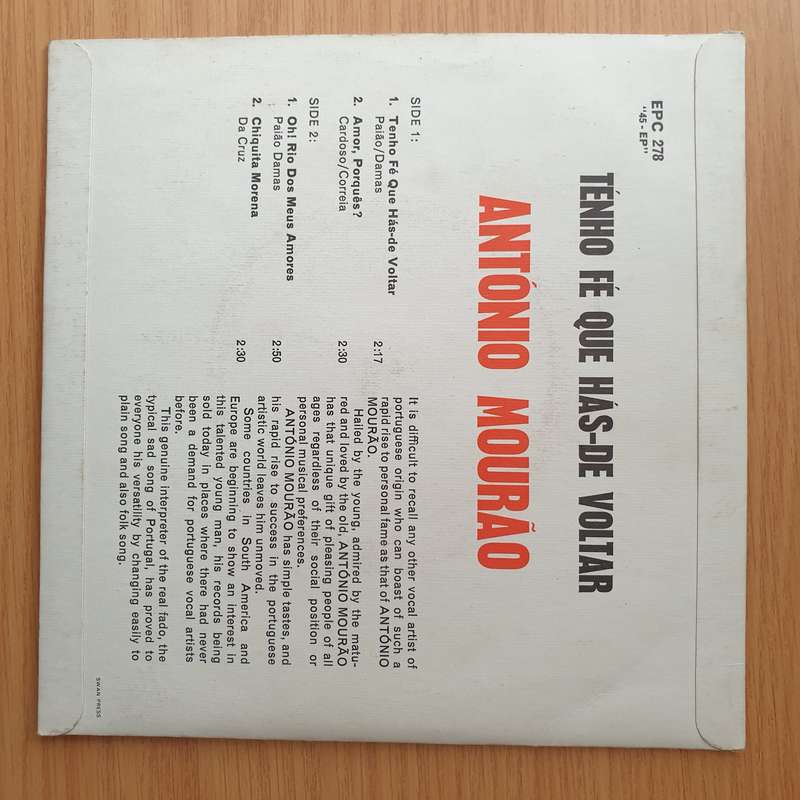 EPC 278
"45 - EP"
TÉNHO FÉ QUE HÁS-DE VOLTAR
ANTÓNIO MOURÃO
SIDE 1:
1. Tenho Fé Que Hás-de Voltar
Paião/Damas 2:17
2. Amor, Porquês?
Cardoso/Correia 2:30
SIDE 2:
1. Oh! Rio Dos Meus Amores
Paião Damas 2:50
2. Chiquita Morena
Da Cruz 2:30
It is difficult to recall any other vocal artist of
portuguese origin who can boast of such a
rapid rise to personal fame as that of ANTÓNIO
MOURÃO.
Hailed by the young, admired by the matu-
red and loved by the old, ANTÓNIO MOURÃO
has that unique gift of pleasing people of all
ages regardless of their social position or
personal musical preferences.
ANTÓNIO MOURÃO has simple tastes, and
his rapid rise to success in the portuguese
artistic world leaves him unmoved.
Some countries in South America and
Europe are beginning to show an interest in
this talented young man, his records being
sold today in places where there had never
been a demand for portuguese vocal artists
before.
This genuine interpreter of the real fado, the
typical sad song of Portugal, has proved to
everyone his versatility by changing easily to
plain song and also folk song.
SWAN PRESS